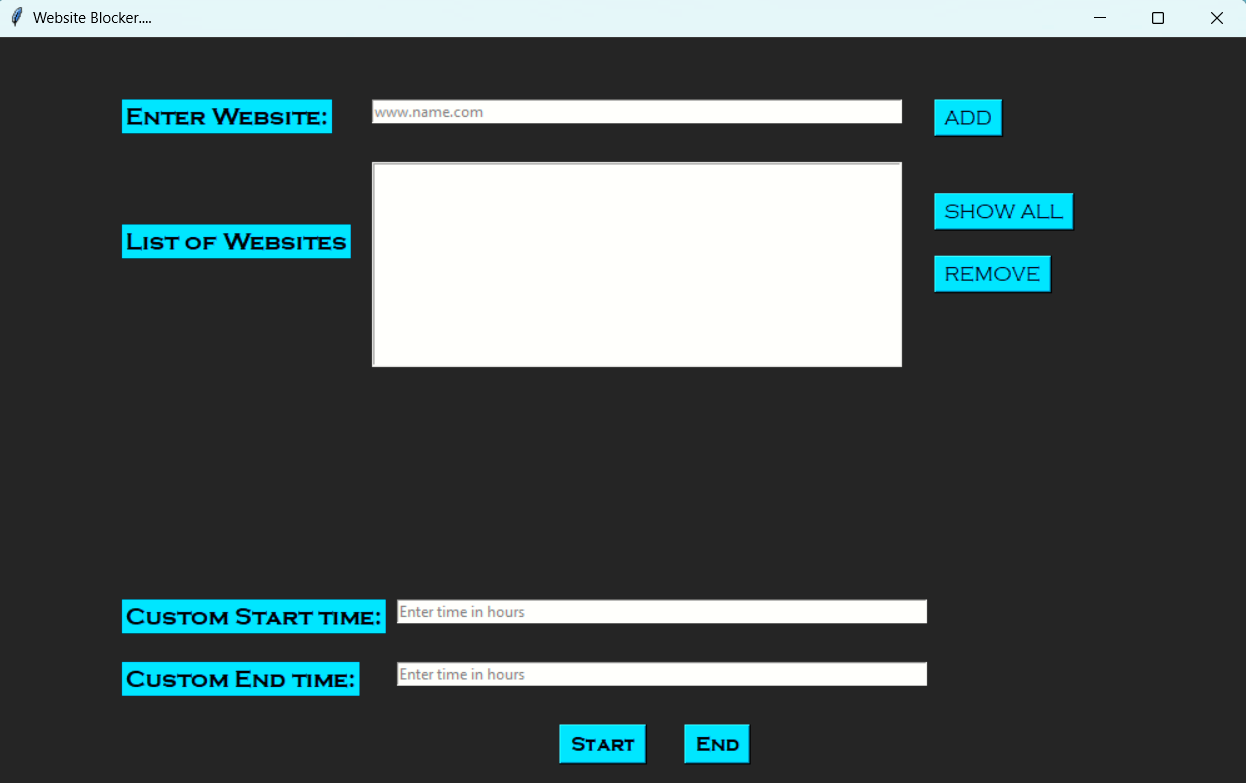 Website Blocker....
Enter Website:
www.name.com
ADD
SHOW ALL
List of Websites
REMOVE
Custom Start time:
Enter time in hours
Custom End time:
Enter time in hours
Start
End